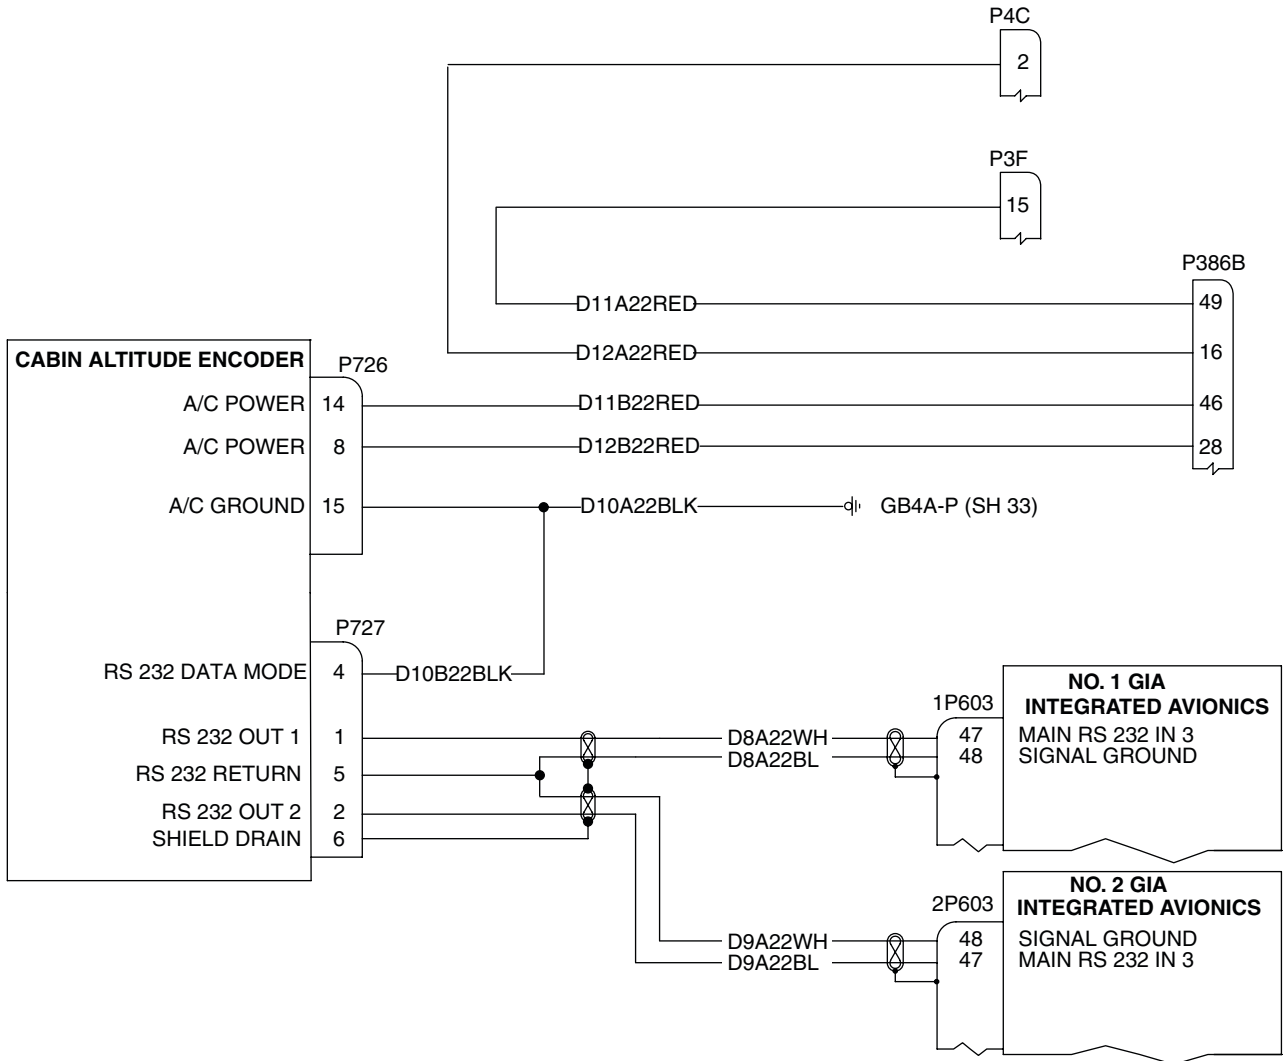 P4C
2
P3F
15
P386B
D11A22RED 49
D12A22RED 16
CABIN ALTITUDE ENCODER
P726
A/C POWER 14 D11B22RED 46
A/C POWER 8 D12B22RED 28
A/C GROUND 15 D10A22BLK GB4A-P (SH 33)
P727
RS 232 DATA MODE 4 D10B22BLK
RS 232 OUT 1 1
RS 232 RETURN 5
RS 232 OUT 2 2
SHIELD DRAIN 6
NO. 1 GIA
INTEGRATED AVIONICS
1P603
D8A22WH 47 MAIN RS 232 IN 3
D8A22BL 48 SIGNAL GROUND
NO. 2 GIA
INTEGRATED AVIONICS
2P603
D9A22WH 48 SIGNAL GROUND
D9A22BL 47 MAIN RS 232 IN 3